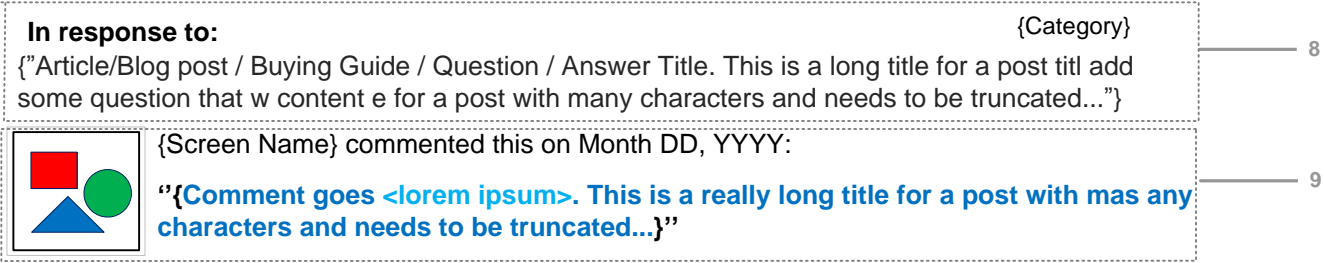 In response to:
{Category}
{”Article/Blog post / Buying Guide / Question / Answer Title. This is a long title for a post titl add
some question that w content e for a post with many characters and needs to be truncated...”}
8
{Screen Name} commented this on Month DD, YYYY:
‘’{Comment goes <lorem ipsum>. This is a really long title for a post with mas any
characters and needs to be truncated...}’’
9